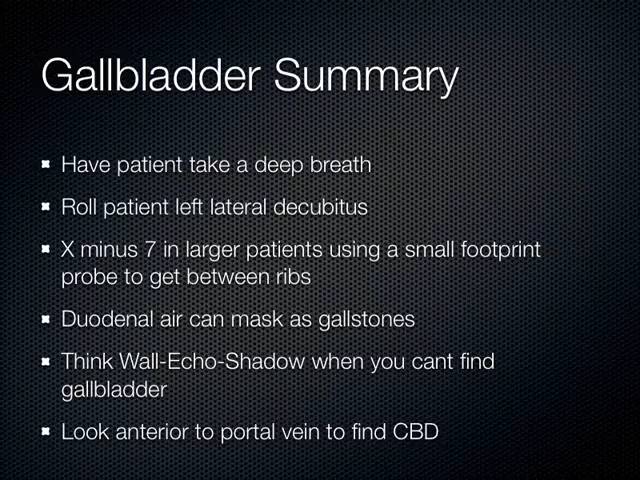 Gallbladder Summary
Have patient take a deep breath
Roll patient left lateral decubitus
X minus 7 in larger patients using a small footprint
probe to get between ribs
Duodenal air can mask as gallstones
Think Wall-Echo-Shadow when you cant find
gallbladder
Look anterior to portal vein to find CBD